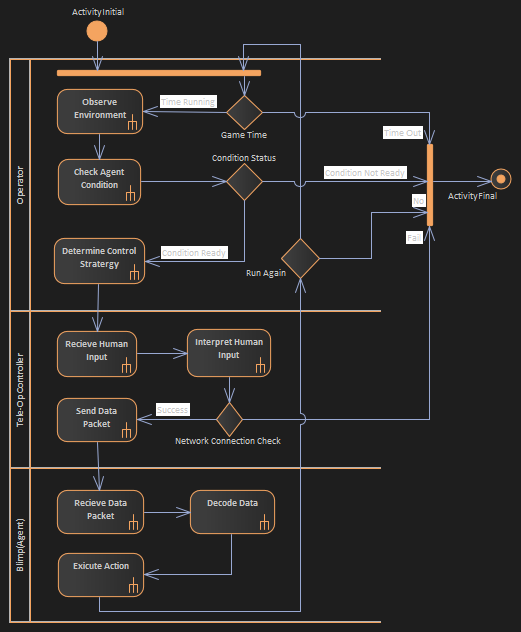 ActivityInitial
Observe
Environment
Time Running
Game Time
Time Out
Condition Status
Check Agent
Condition
Condition Not Ready
ActivityFinal
No
Fail
Determine Control
Stratergy
Condition Ready
Run Again
Operator
Recieve Human
Input
Interpret Human
Input
Send Data
Packet
Success
Network Connection Check
Tele-Op Controller
Recieve Data
Packet
Decode Data
Exicute Action
Blimp(Agent)